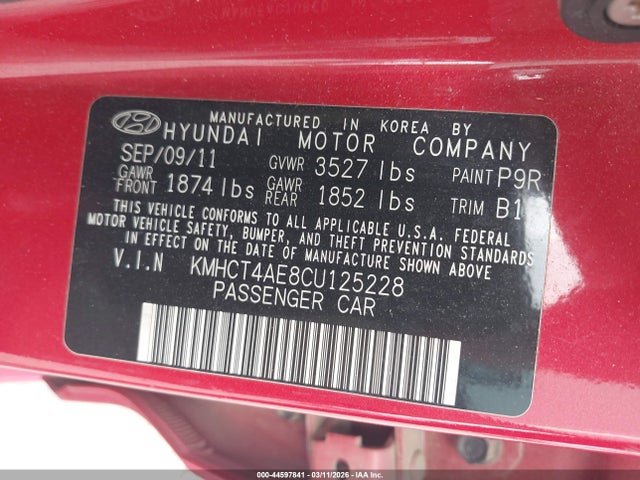 MANUFACTURED IN KOREA BY
HYUNDAI MOTOR COMPANY
SEP/09/11 GVWR 3527 lbs PAINT P9R
GAWR FRONT 1874 lbs GAWR REAR 1852 lbs TRIM B1
THIS VEHICLE CONFORMS TO ALL APPLICABLE U.S.A. FEDERAL
MOTOR VEHICLE SAFETY, BUMPER, AND THEFT PREVENTION STANDARDS
IN EFFECT ON THE DATE OF MANUFACTURE SHOWN ABOVE
V.I.N KMHCT4AE8CU125228
PASSENGER CAR
000-44597841 | 03/11/2026 - Copyright © IAA, LLC